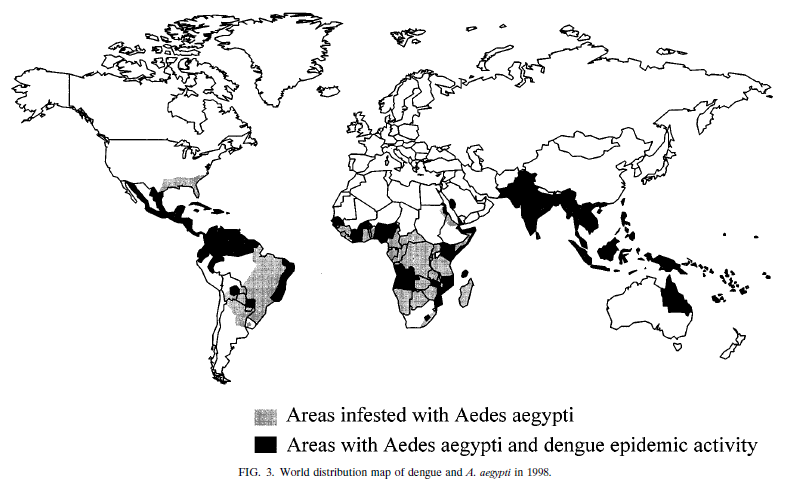 Areas infested with Aedes aegypti
Areas with Aedes aegypti and dengue epidemic activity
FIG. 3. World distribution map of dengue and A. aegypti in 1998.